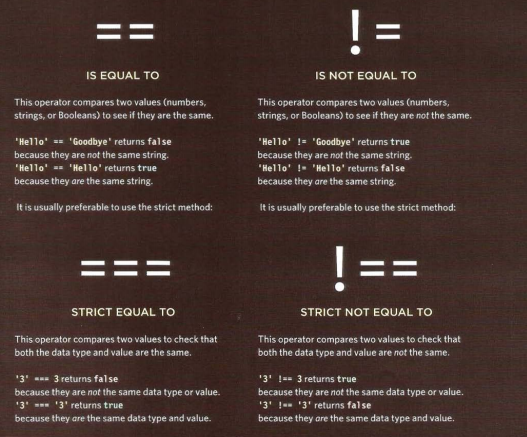 ==
IS EQUAL TO
This operator compares two values (numbers,
strings, or Booleans) to see if they are the same.
'Hello' == 'Goodbye' returns false
because they are not the same string.
'Hello' == 'Hello' returns true
because they are the same string.
It is usually preferable to use the strict method:
!=
IS NOT EQUAL TO
This operator compares two values (numbers,
strings, or Booleans) to see if they are not the same.
'Hello' != 'Goodbye' returns true
because they are not the same string.
'Hello' != 'Hello' returns false
because they are the same string.
It is usually preferable to use the strict method:
===
STRICT EQUAL TO
This operator compares two values to check that
both the data type and value are the same.
'3' === 3 returns false
because they are not the same data type or value.
'3' === '3' returns true
because they are the same data type and value.
!==
STRICT NOT EQUAL TO
This operator compares two values to check that
both the data type and value are not the same.
'3' !== 3 returns true
because they are not the same data type or value.
'3' !== '3' returns false
because they are the same data type and value.